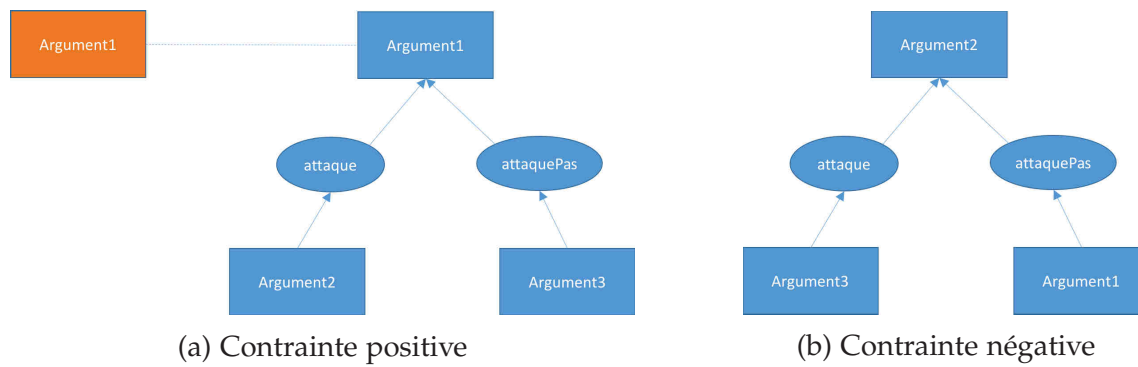 Argument1
Argument1
attaque
attaquePas
Argument2
Argument3
(a) Contrainte positive
Argument2
attaque
attaquePas
Argument3
Argument1
(b) Contrainte négative